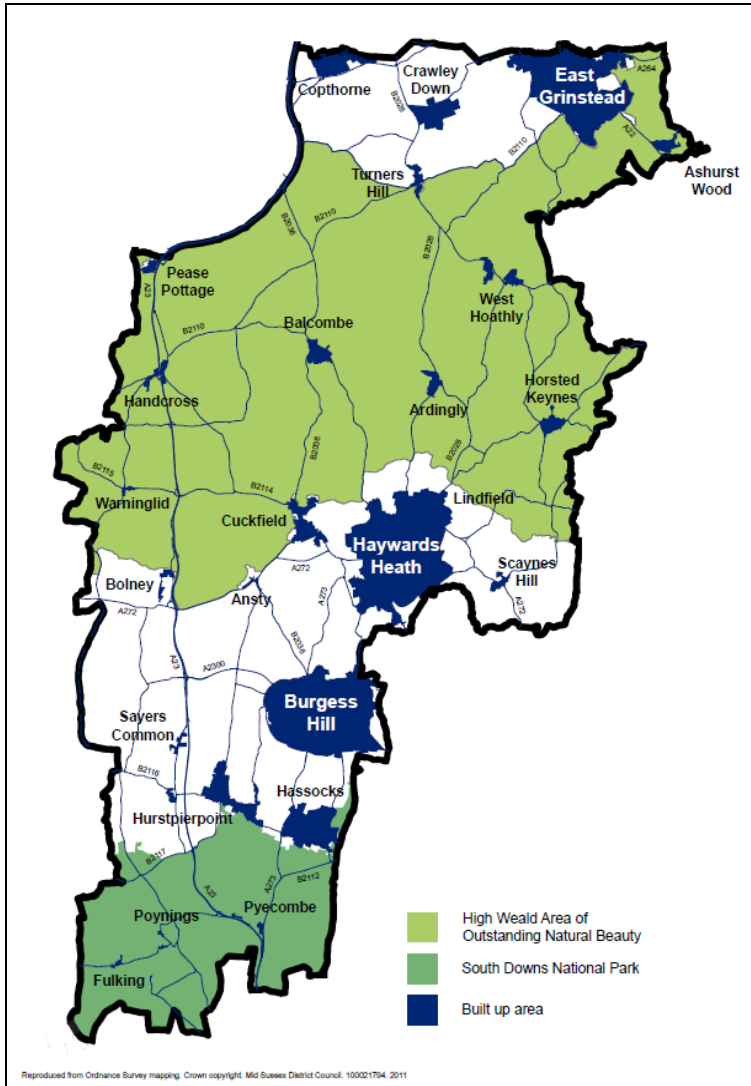 Copthorne
Crawley
Down
East
Grinstead
A264
B2028
B2110
A22
Ashurst
Wood
Turners
Hill
B2036
B2110
B2028
Pease
Pottage
A23
West
Hoathly
B2110
Balcombe
Handcross
Ardingly
Horsted
Keynes
B2036
B2028
B2115
Warninglid
B2114
Lindfield
Cuckfield
Haywards
Heath
Scaynes
Hill
A272
Bolney
A272
Ansty
A273
A272
B2036
A23
A2300
Burgess
Hill
Sayers
Common
B2116
Hassocks
Hurstpierpoint
B2117
A273
B2112
A23
Poynings
Pyecombe
Fulking
High Weald Area of
Outstanding Natural Beauty
South Downs National Park
Built up area
Reproduced from Ordnance Survey mapping. Crown copyright. Mid Sussex District Council. 100021794. 2011